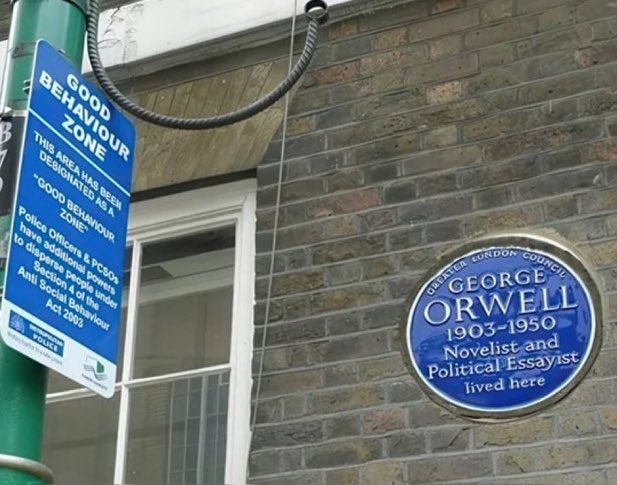 GOOD
BEHAVIOUR
ZONE
THIS AREA HAS BEEN
DESIGNATED AS A
"GOOD BEHAVIOUR
ZONE"
Police Officers & PCSOs
have additional powers
to disperse people under
Section 4 of the
Anti Social Behaviour
Act 2003
METROPOLITAN
POLICE
GREATER LONDON COUNCIL
GEORGE
ORWELL
1903-1950
Novelist and
Political Essayist
lived here